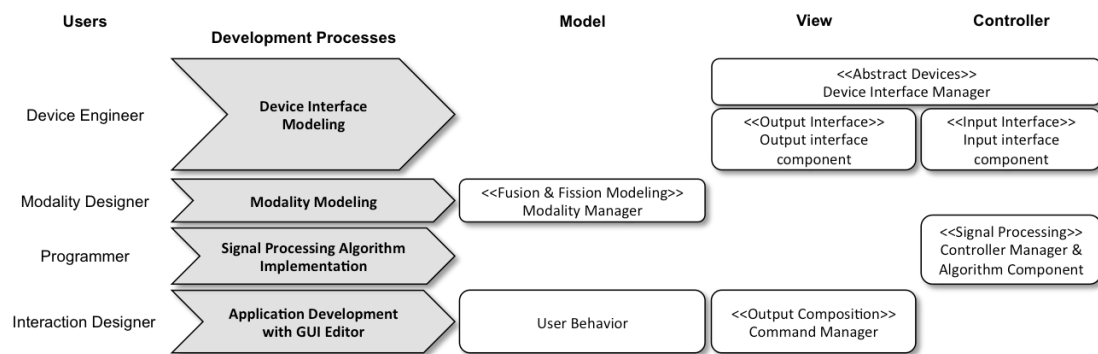 Users
Development Processes
Model
View
Controller
Device Engineer
Device Interface
Modeling
<<Abstract Devices>>
Device Interface Manager
<<Output Interface>>
Output interface
component
<<Input Interface>>
Input interface
component
Modality Designer
Modality Modeling
<<Fusion & Fission Modeling>>
Modality Manager
Programmer
Signal Processing Algorithm
Implementation
<<Signal Processing>>
Controller Manager &
Algorithm Component
Interaction Designer
Application Development
with GUI Editor
User Behavior
<<Output Composition>>
Command Manager